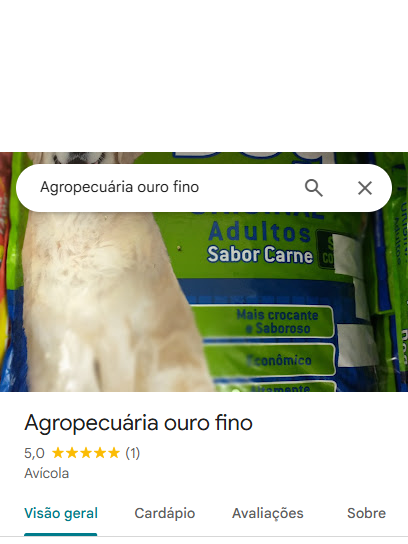 Agropecuária ouro fino
Adultos
Sabor Carne
Mais crocante
e Saboroso
Econômico
Agropecuária ouro fino
5,0 (1)
Avícola
Visão geral Cardápio Avaliações Sobre